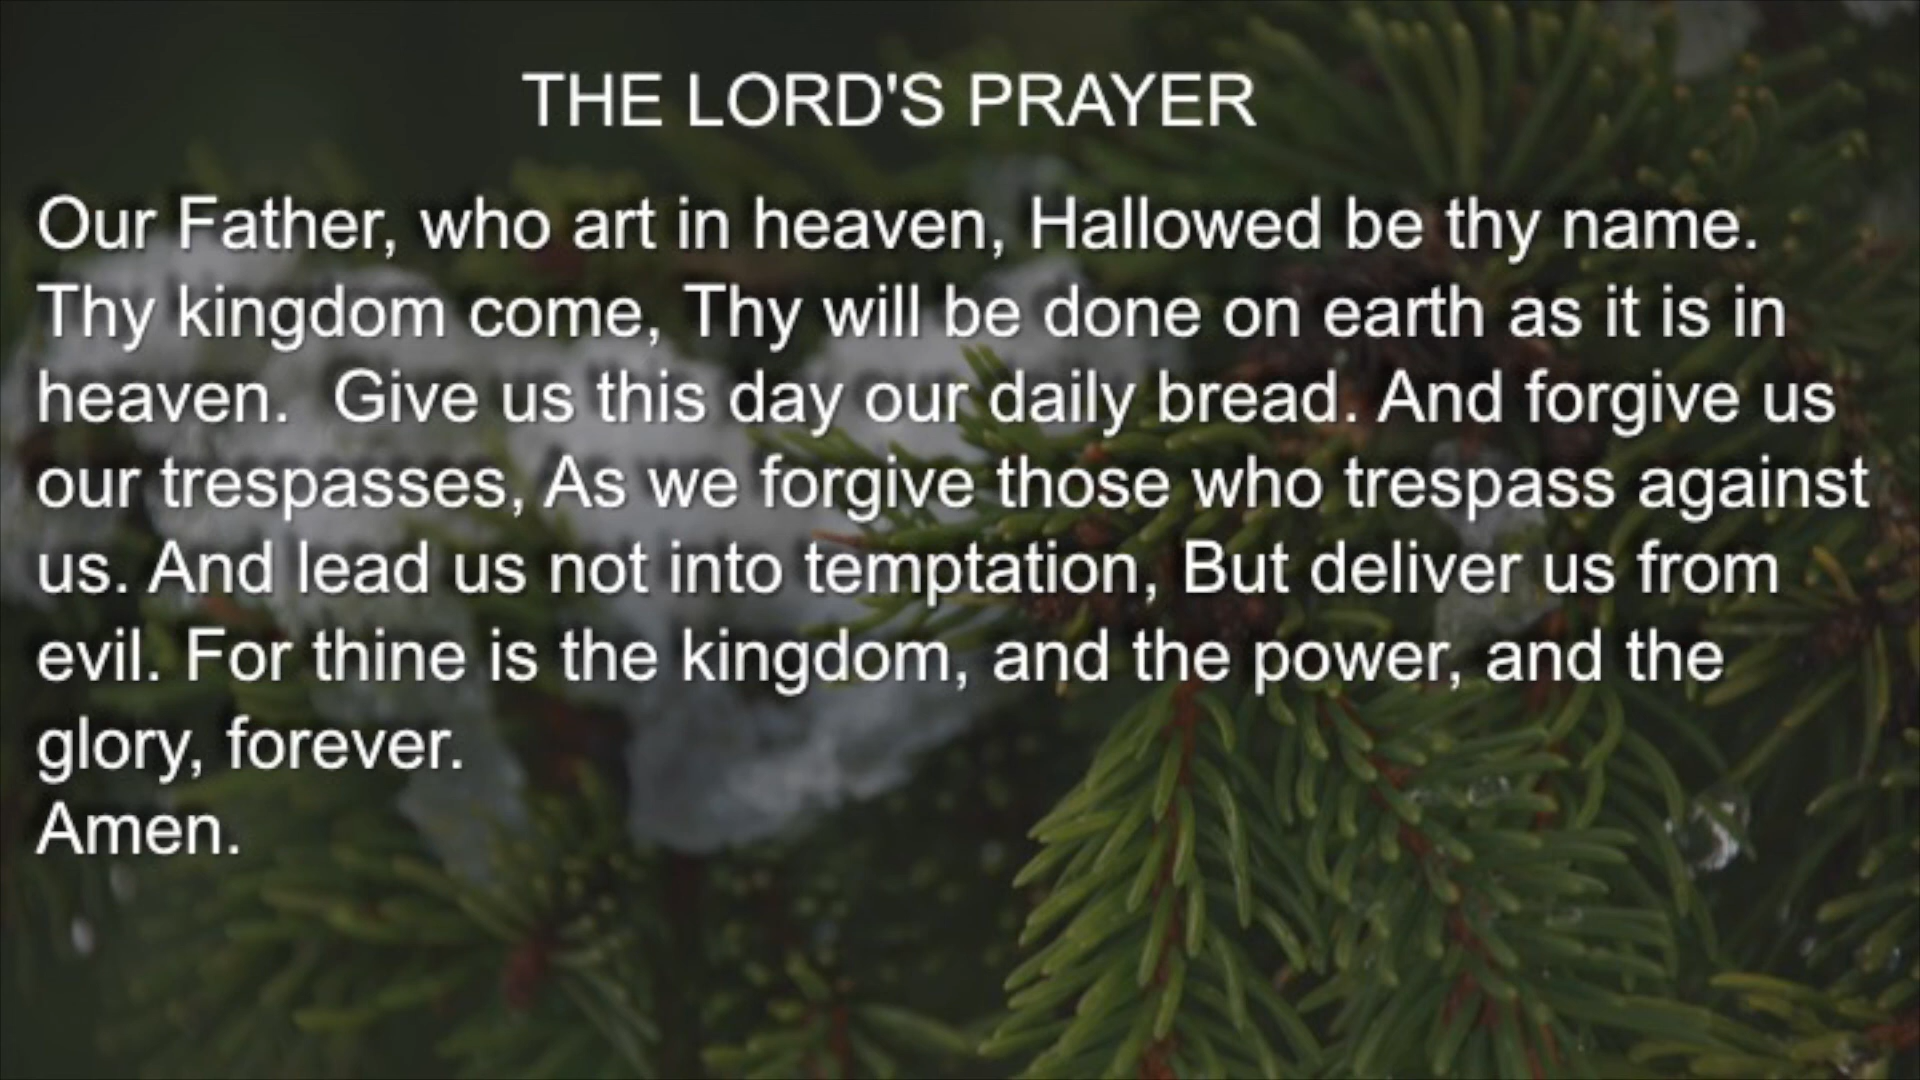 THE LORD'S PRAYER
Our Father, who art in heaven, Hallowed be thy name.
Thy kingdom come, Thy will be done on earth as it is in
heaven.  Give us this day our daily bread. And forgive us
our trespasses, As we forgive those who trespass against
us. And lead us not into temptation, But deliver us from
evil. For thine is the kingdom, and the power, and the
glory, forever.
Amen.